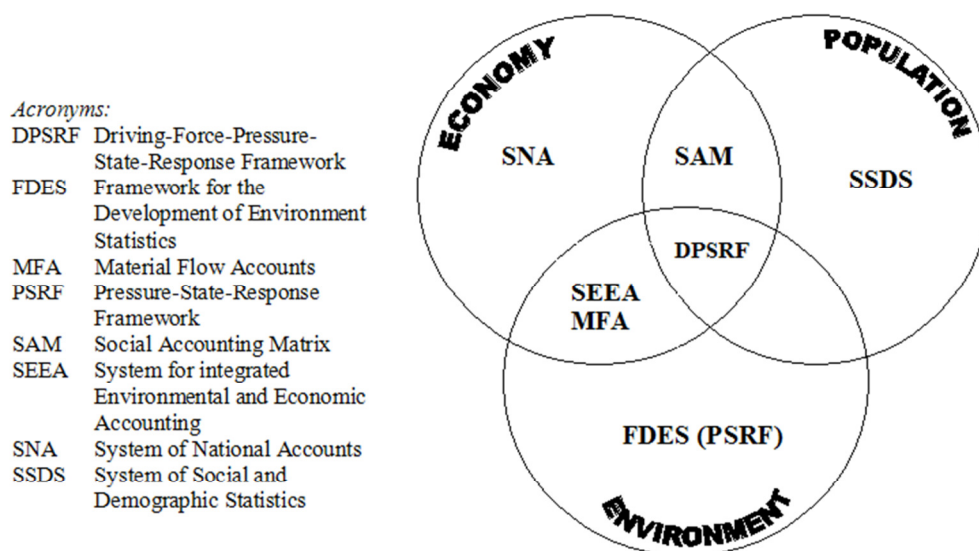 Acronyms:
DPSRF Driving-Force-Pressure-
State-Response Framework
FDES Framework for the
Development of Environment
Statistics
MFA Material Flow Accounts
PSRF Pressure-State-Response
Framework
SAM Social Accounting Matrix
SEEA System for integrated
Environmental and Economic
Accounting
SNA System of National Accounts
SSDS System of Social and
Demographic Statistics
ECONOMY
POPULATION
SNA
SAM
SSDS
DPSRF
SEEA
MFA
FDES (PSRF)
ENVIRONMENT